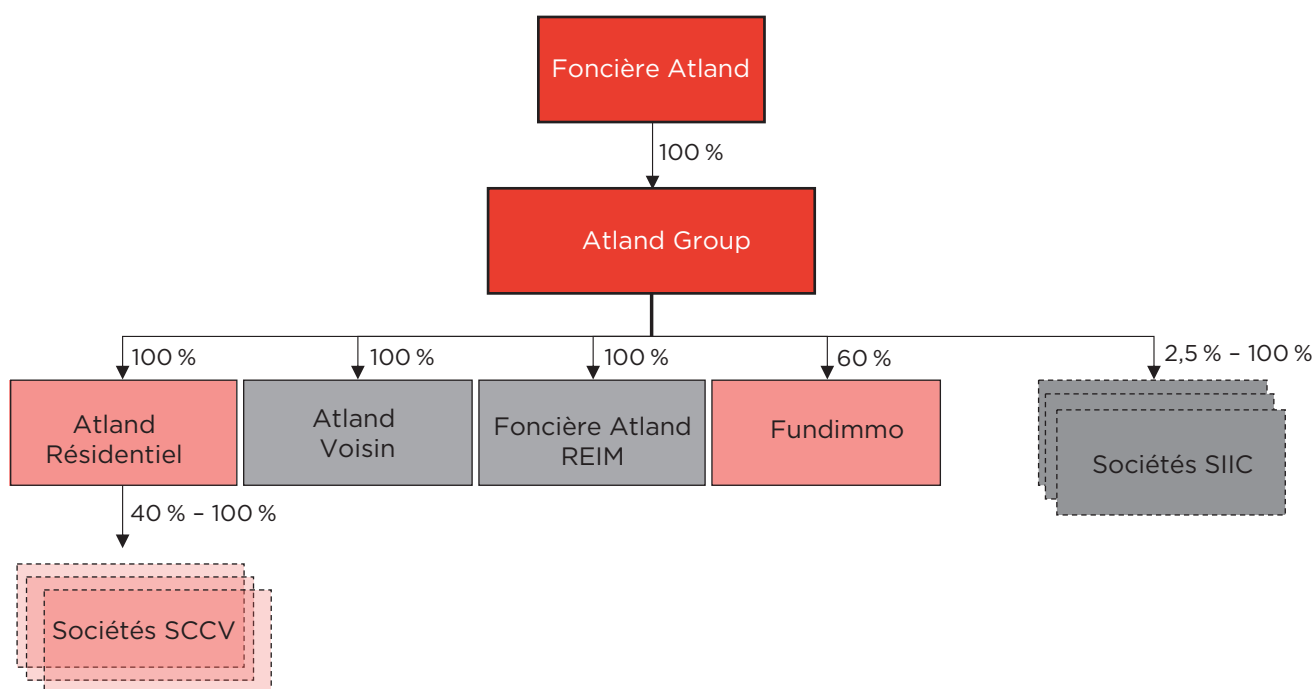 Foncière Atland
100 %
Atland Group
100 %
100 %
100 %
60 %
2,5 % – 100 %
Atland
Résidentiel
Atland
Voisin
Foncière Atland
REIM
Fundimmo
Sociétés SIIC
40 % – 100 %
Sociétés SCCV